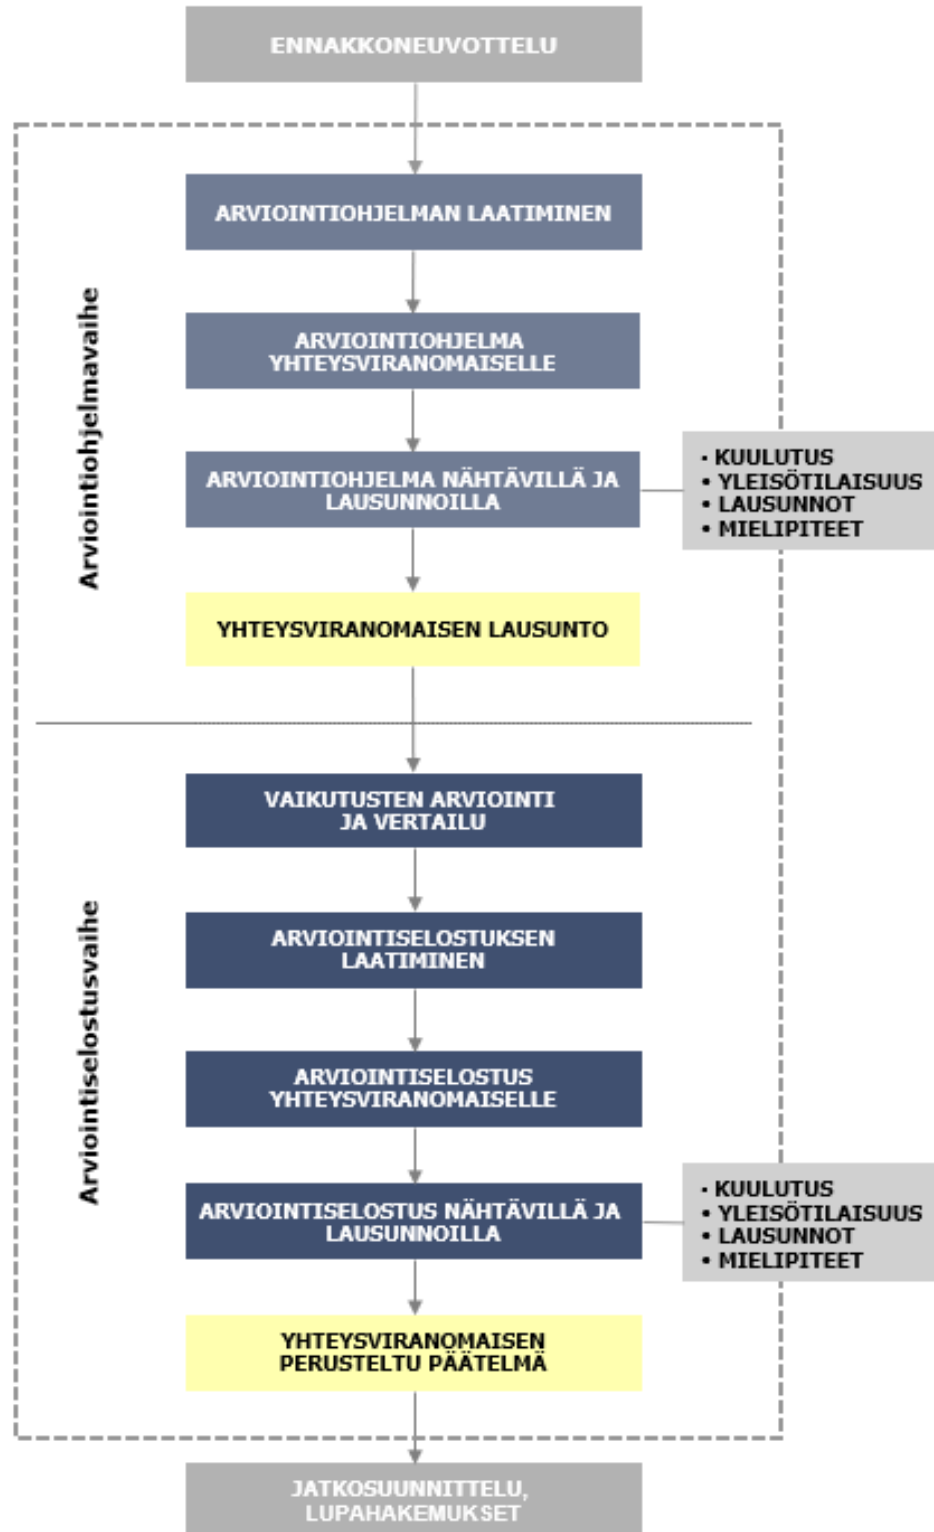 ENNAKKONEUVOTTELU
Arviointiohjelmavaihe
ARVIOINTIOHJELMAN LAATIMINEN
ARVIOINTIOHJELMA
YHTEYSVIRANOMAISELLE
ARVIOINTIOHJELMA NÄHTÄVILLÄ JA
LAUSUNNOILLA
• KUULUTUS
• YLEISÖTILAISUUS
• LAUSUNNOT
• MIELIPITEET
YHTEYSVIRANOMAISEN LAUSUNTO
Arviointiselostusvaihe
VAIKUTUSTEN ARVIOINTI
JA VERTAILU
ARVIOINTISELOSTUKSEN
LAATIMINEN
ARVIOINTISELOSTUS
YHTEYSVIRANOMAISELLE
ARVIOINTISELOSTUS NÄHTÄVILLÄ JA
LAUSUNNOILLA
• KUULUTUS
• YLEISÖTILAISUUS
• LAUSUNNOT
• MIELIPITEET
YHTEYSVIRANOMAISEN
PERUSTELTU PÄÄTELMÄ
JATKOSUUNNITTELU,
LUPAHAKEMUKSET